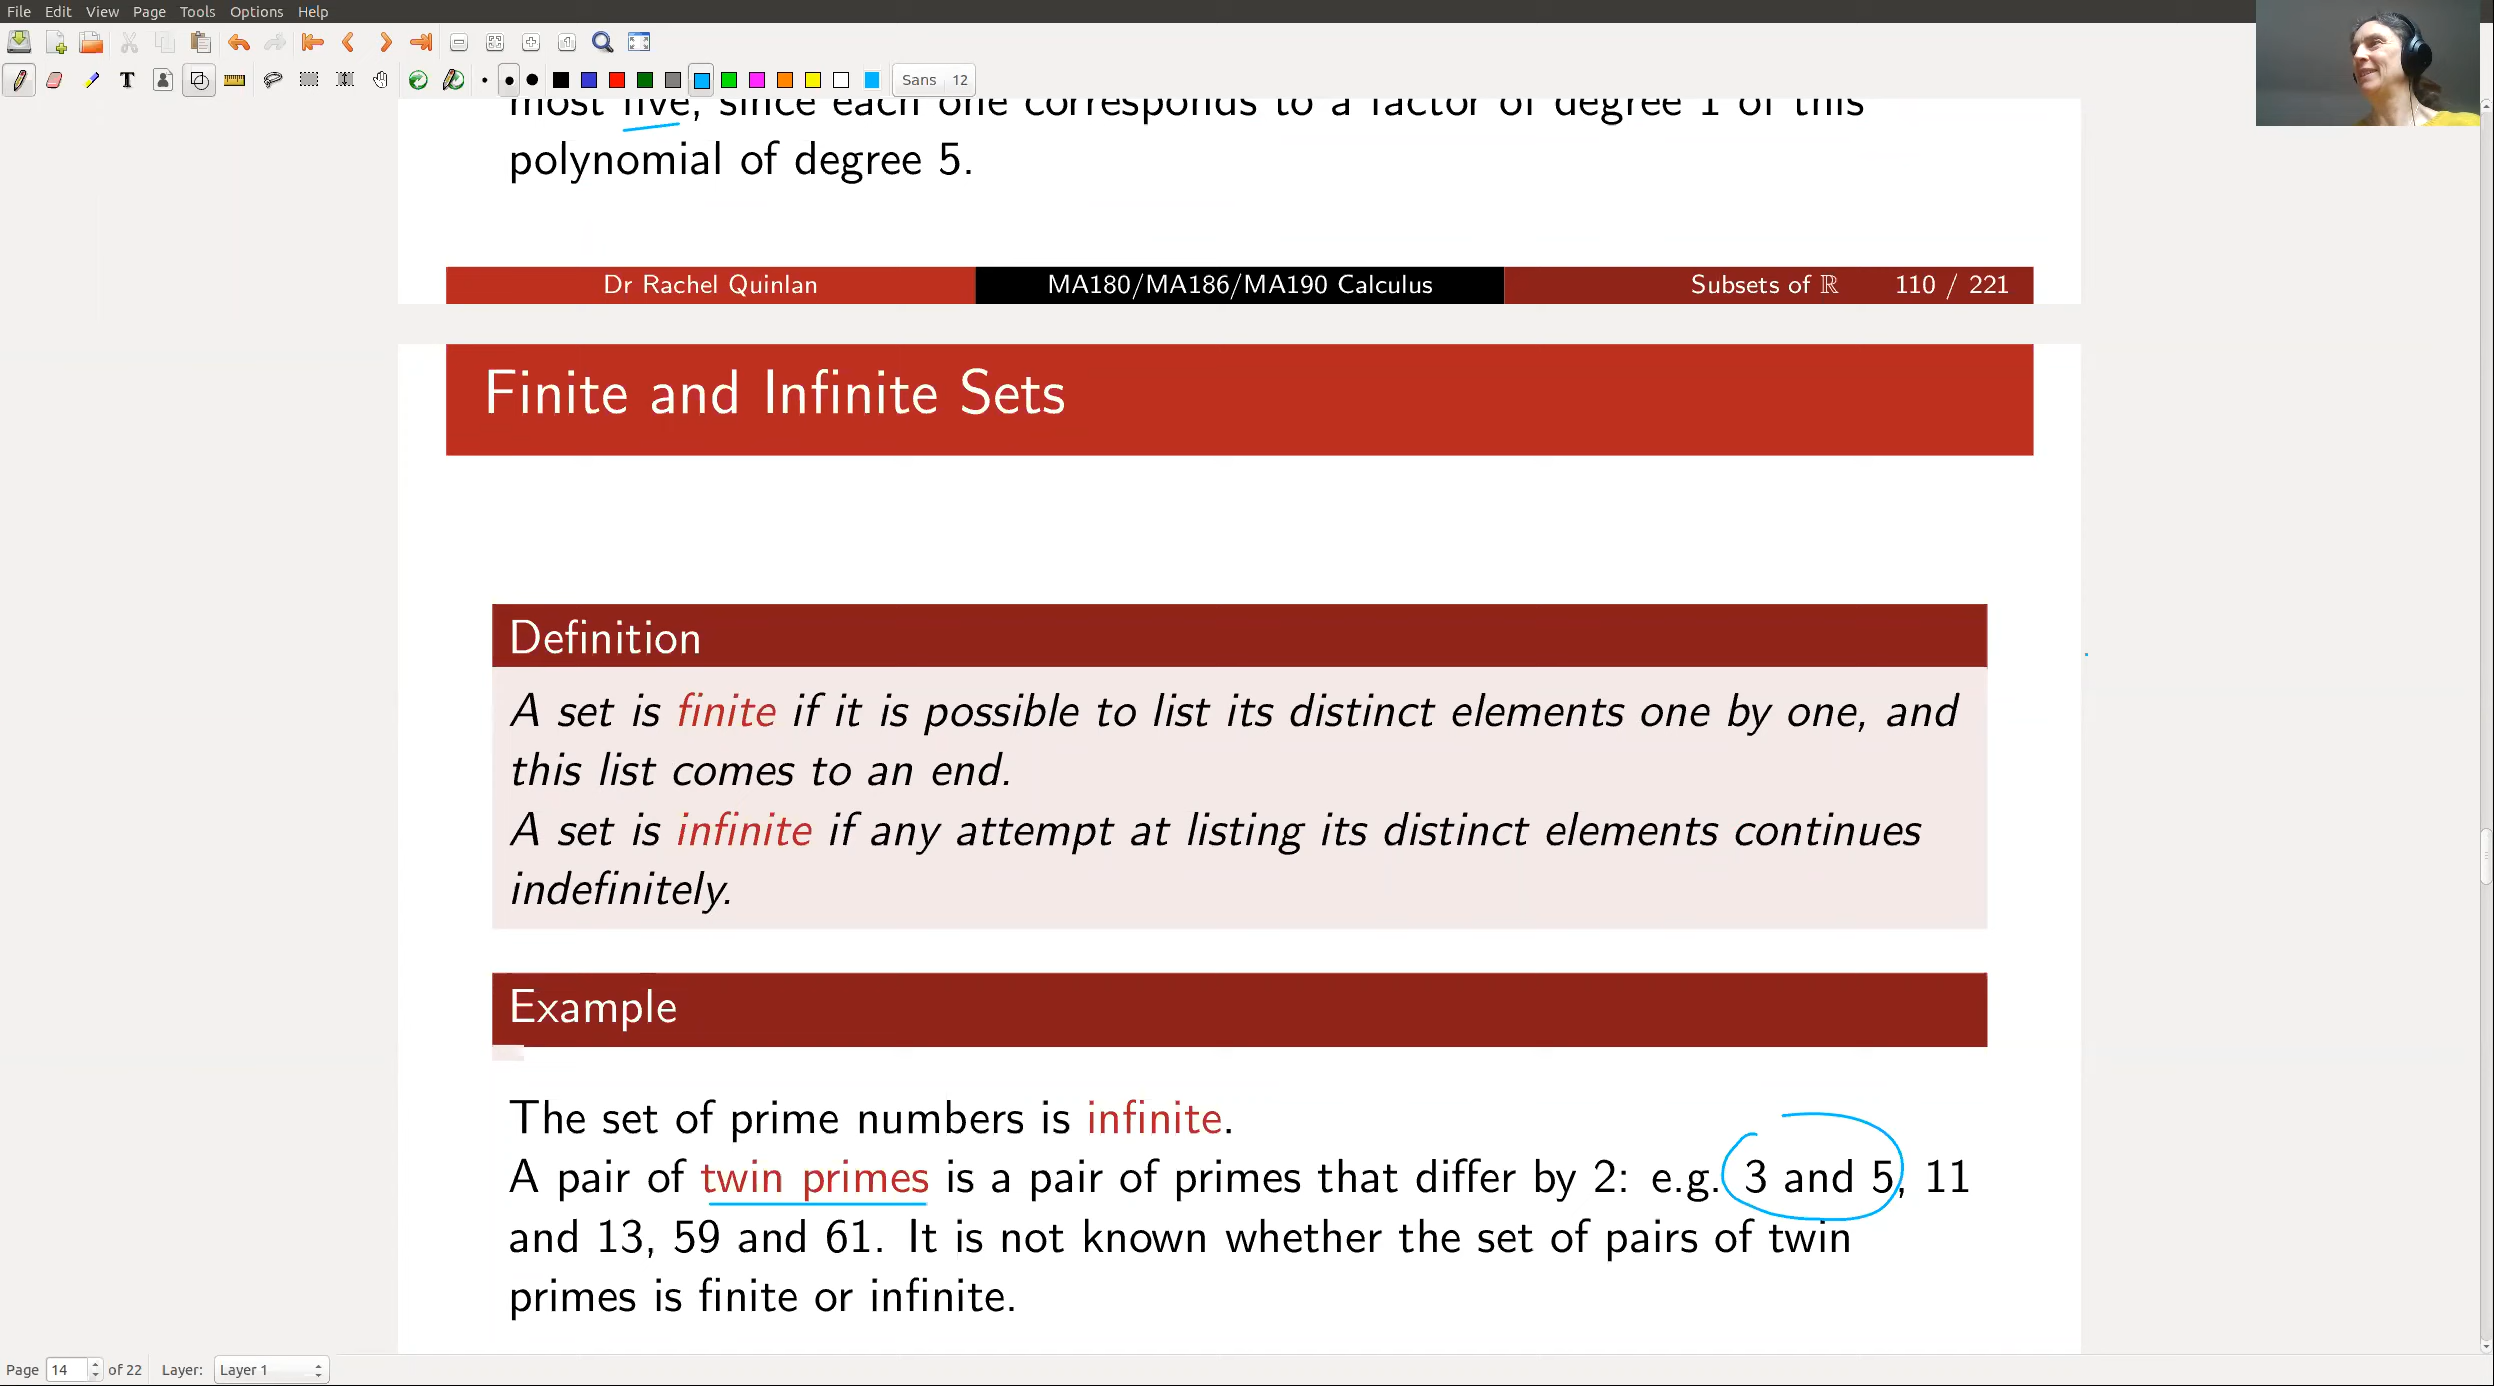 File Edit View Page Tools Options Help
Sans 12
most five, since each one corresponds to a factor of degree 1 of this
polynomial of degree 5.
Dr Rachel Quinlan MA180/MA186/MA190 Calculus Subsets of ℝ 110 / 221
Finite and Infinite Sets
Definition
A set is finite if it is possible to list its distinct elements one by one, and
this list comes to an end.
A set is infinite if any attempt at listing its distinct elements continues
indefinitely.
Example
The set of prime numbers is infinite.
A pair of twin primes is a pair of primes that differ by 2: e.g. 3 and 5, 11
and 13, 59 and 61. It is not known whether the set of pairs of twin
primes is finite or infinite.
Page 14 of 22 Layer: Layer 1